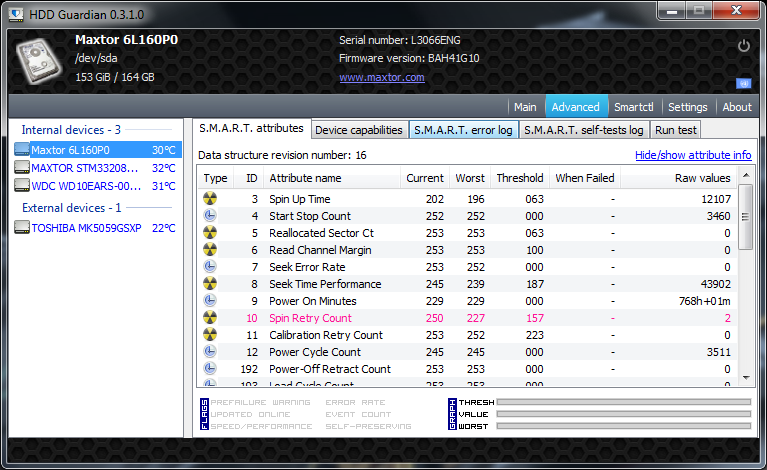 HDD Guardian 0.3.1.0
Maxtor 6L160P0
/dev/sda
153 GiB / 164 GB
Serial number: L3066ENG
Firmware version: BAH41G10
www.maxtor.com
Main Advanced Smartctl Settings About
Internal devices - 3
Maxtor 6L160P0 30°C
MAXTOR STM33208... 32°C
WDC WD10EARS-00... 31°C
External devices - 1
TOSHIBA MK5059GSXP 22°C
S.M.A.R.T. attributes Device capabilities S.M.A.R.T. error log S.M.A.R.T. self-tests log Run test
Data structure revision number: 16 Hide/show attribute info
Type ID Attribute name Current Worst Threshold When Failed Raw values
3 Spin Up Time 202 196 063 - 12107
4 Start Stop Count 252 252 000 - 3460
5 Reallocated Sector Ct 253 253 063 - 0
6 Read Channel Margin 253 253 100 - 0
7 Seek Error Rate 253 252 000 - 0
8 Seek Time Performance 245 239 187 - 43902
9 Power On Minutes 229 229 000 - 768h+01m
10 Spin Retry Count 250 227 157 - 2
11 Calibration Retry Count 253 252 223 - 0
12 Power Cycle Count 245 245 000 - 3511
192 Power-Off Retract Count 253 253 000 - 0
193 Load Cycle Count 253 253 000 - 0
FLAGS
PREFAILURE WARNING ERROR RATE
UPDATED ONLINE EVENT COUNT
SPEED/PERFORMANCE SELF-PRESERVING
GRAPH
THRESH
VALUE
WORST